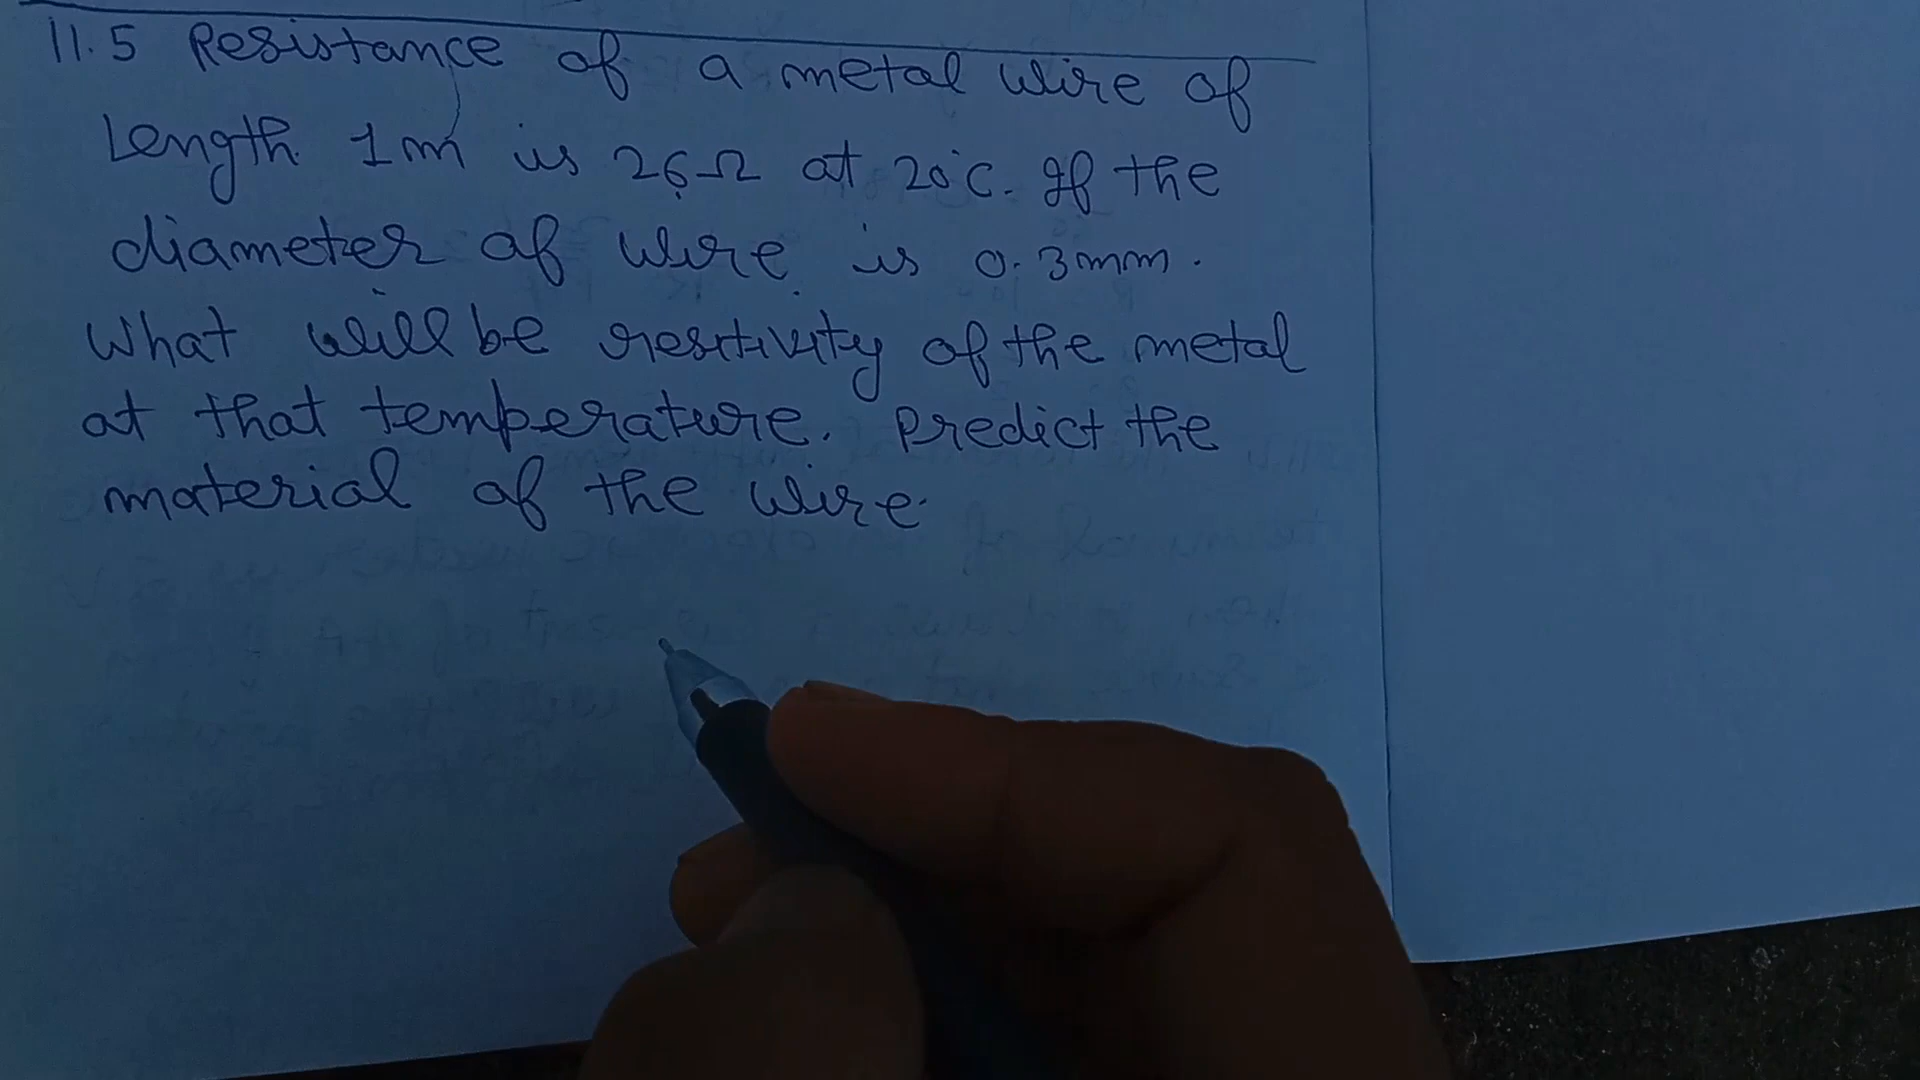 11.5 Resistance of a metal wire of
Length 1m is 26Ω at 20°C. If the
diameter of wire is 0.3mm.
What will be resitivity of the metal
at that temperature. Predict the
material of the wire.